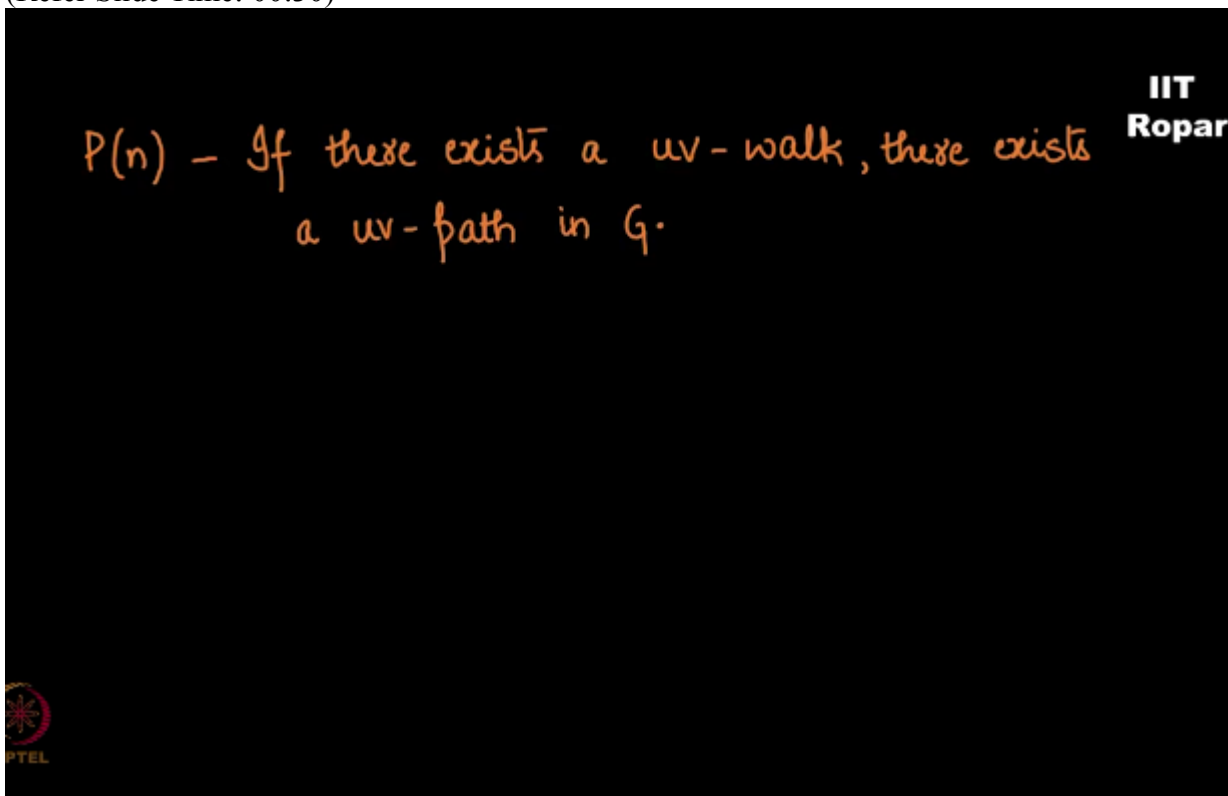 (Refer Slide Time: 00:30)
IIT
Ropar
P(n) – If there exists a uv-walk, there exists
a uv-path in G.
PTEL